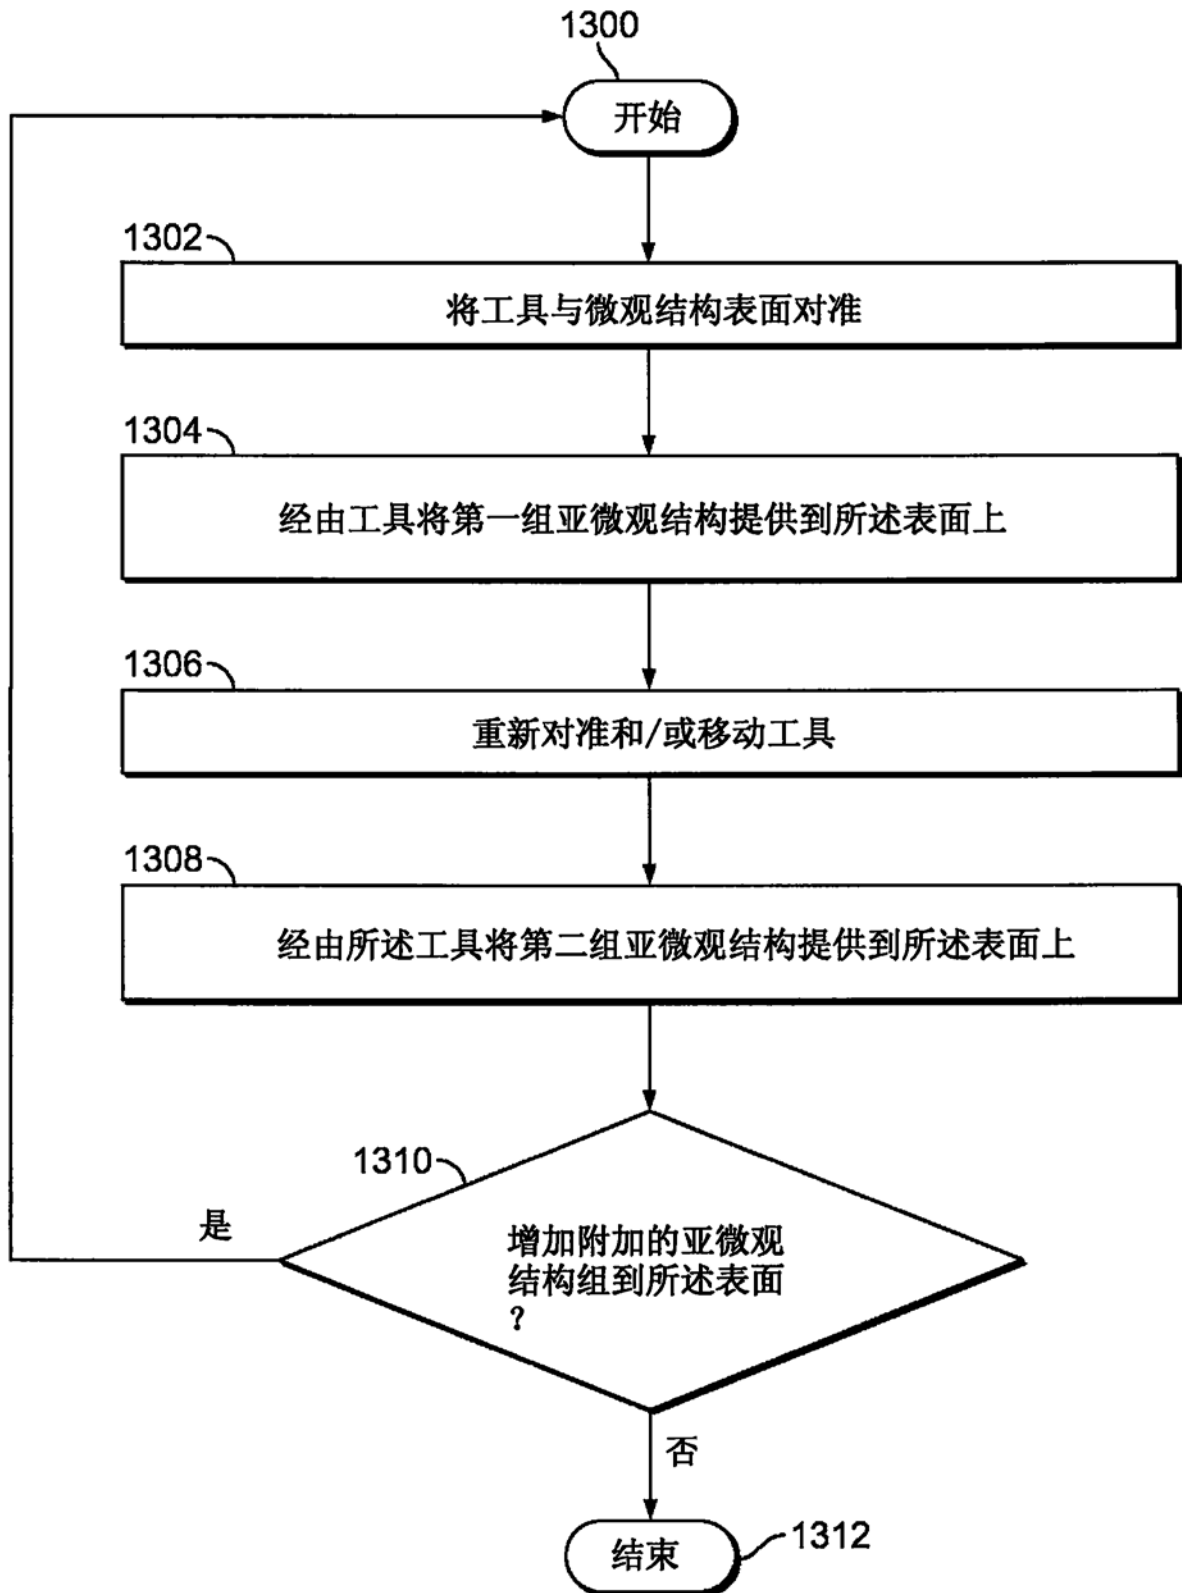 1300
开始
1302
将工具与微观结构表面对准
1304
经由工具将第一组亚微观结构提供到所述表面上
1306
重新对准和/或移动工具
1308
经由所述工具将第二组亚微观结构提供到所述表面上
1310
是
增加附加的亚微观
结构组到所述表面
?
否
结束
1312